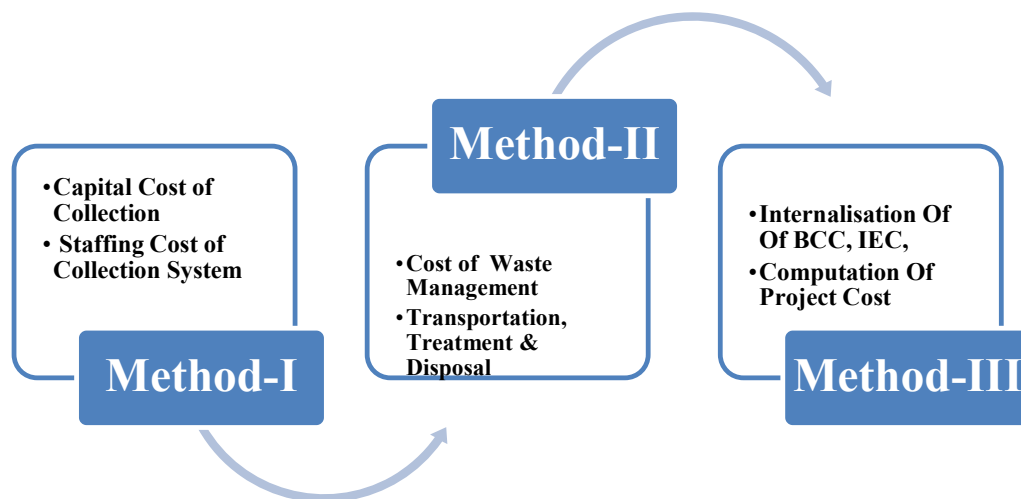 •Capital Cost of
Collection
• Staffing Cost of
Collection System
Method-I
Method-II
•Cost of Waste
Management
•Transportation,
Treatment &
Disposal
•Internalisation Of
Of BCC, IEC,
•Computation Of
Project Cost
Method-III